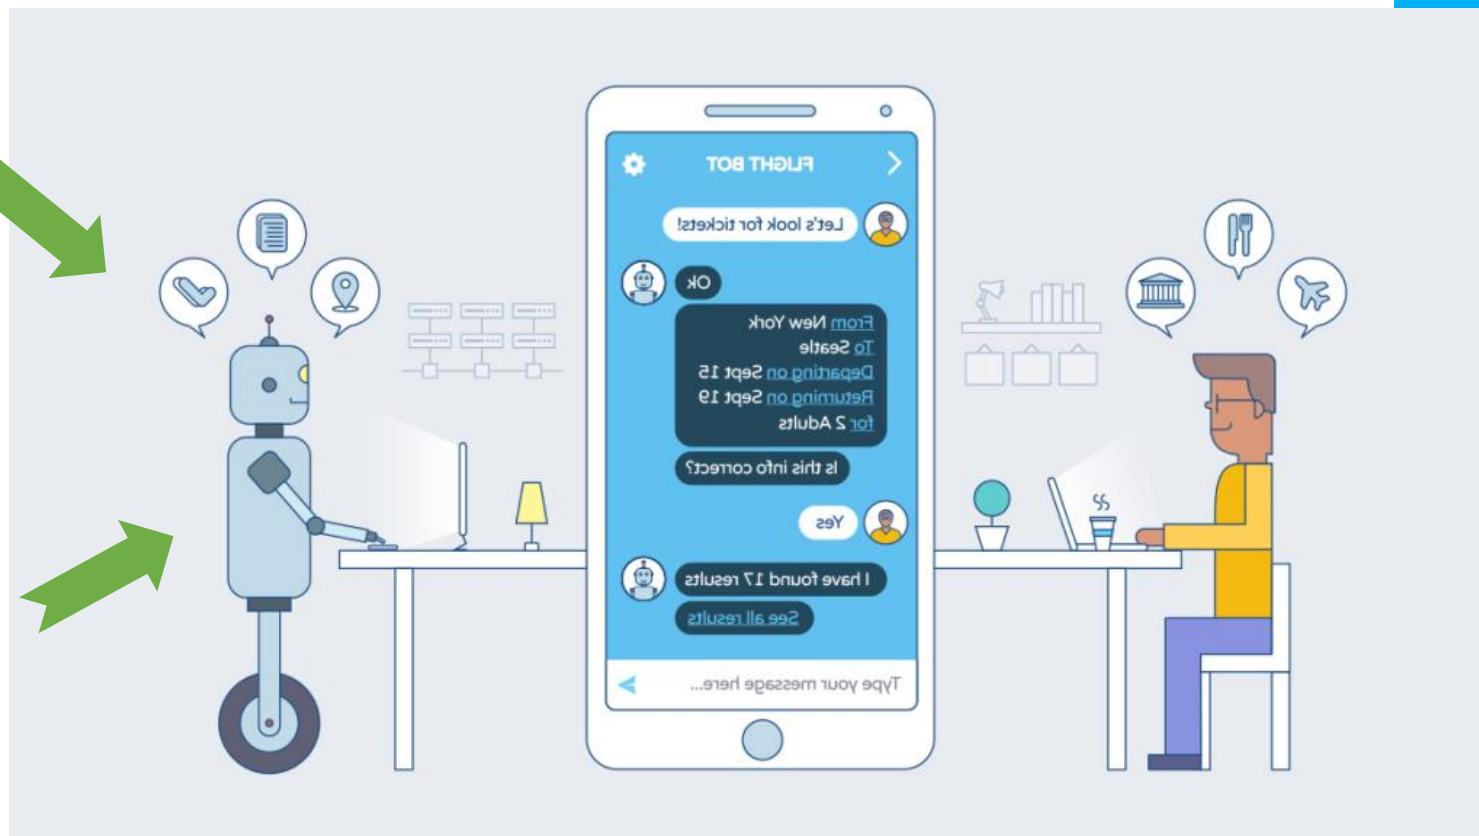 FLIGHT BOT
Let's look for tickets!
Ok
From New York
To Seatle
Departing on Sept 15
Returning on Sept 19
for 2 Adults
Is this info correct?
Yes
I have found 17 results
See all results
Type your message here...